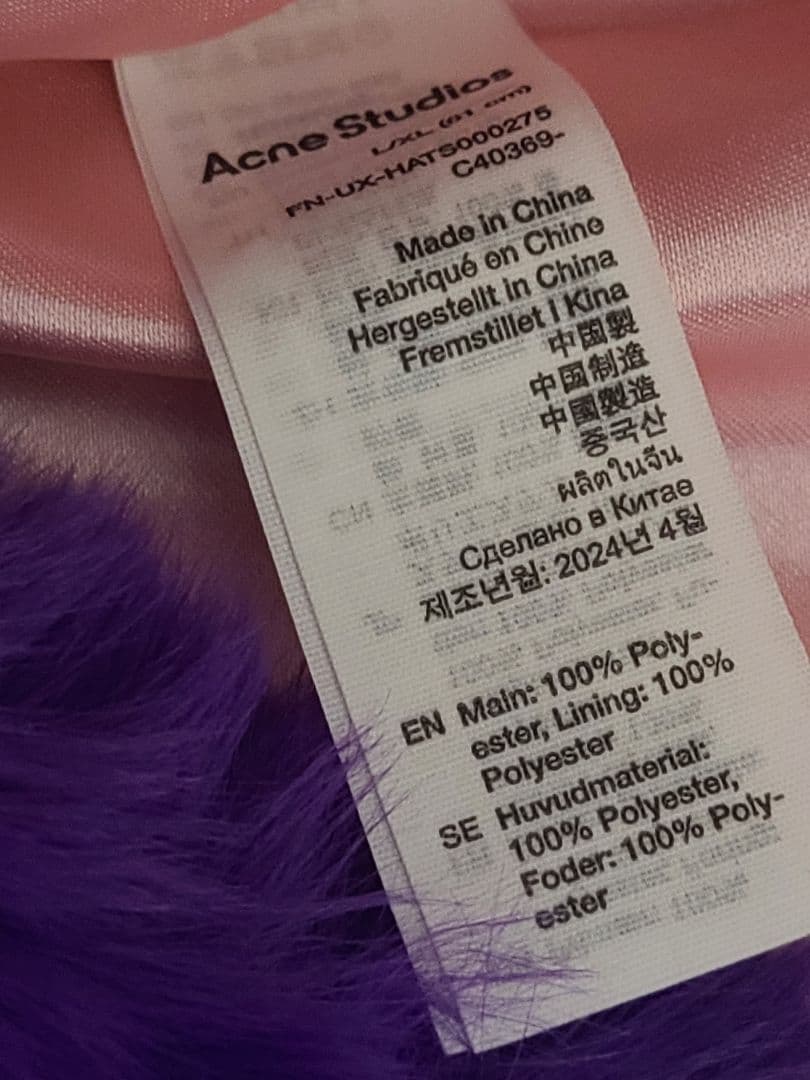 Acne Studios
L/XL (61 cm)
FN-UX-HATS000275
C40369-
Made in China
Fabriqué en Chine
Hergestellt in China
Fremstillet I Kina
中国製
中国制造
中國製造
중국산
ผลิตในจีน
Сделано в Китае
제조년월: 2024년 4월
EN Main: 100% Poly-
ester, Lining: 100%
Polyester
SE Huvudmaterial:
100% Polyester,
Foder: 100% Poly-
ester